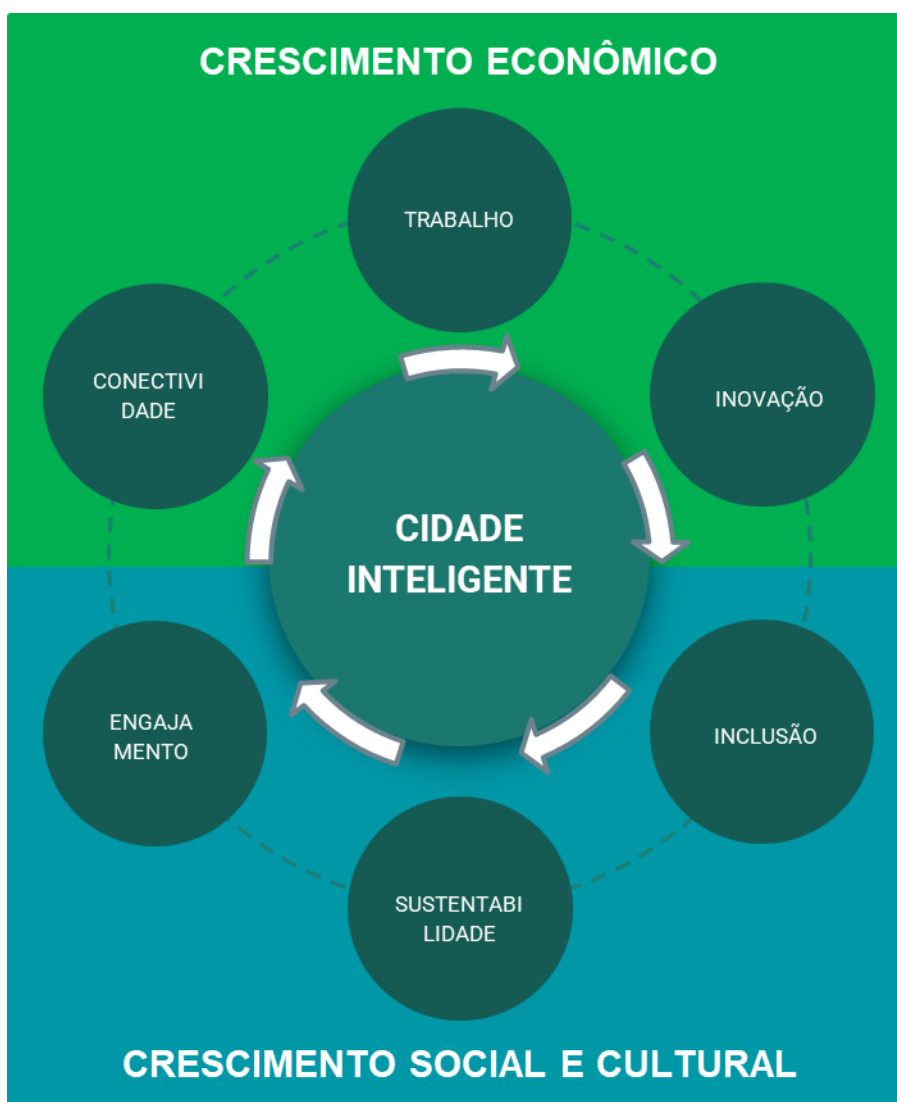 CRESCIMENTO ECONÔMICO
TRABALHO
CONECTIVI
DADE
INOVAÇÃO
CIDADE
INTELIGENTE
ENGAJA
MENTO
INCLUSÃO
SUSTENTABI
LIDADE
CRESCIMENTO SOCIAL E CULTURAL